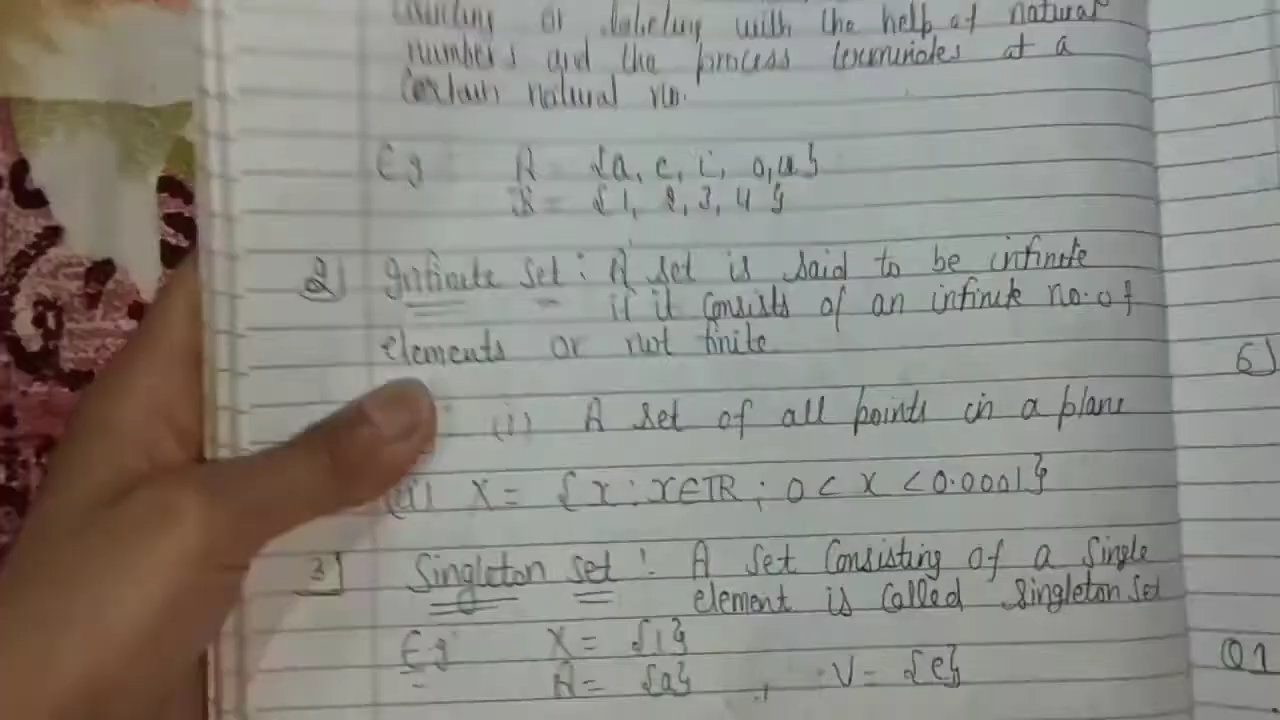 or labeling with the help of natural
numbers and the process terminates at a
Certain natural no.
Eg A = {a, e, i, o, u}
B = {1, 2, 3, 4}
2) Infinite Set : A set is said to be infinite
if it consists of an infinite no. of
elements or not finite
(i) A set of all points in a plane
(ii) X = {x : x∈R ; 0 < x < 0.0001}
3) Singleton set : A set Consisting of a Single
element is Called Singleton Set
Eg X = {1}
A = {a} , V = {e}
6)
Q1